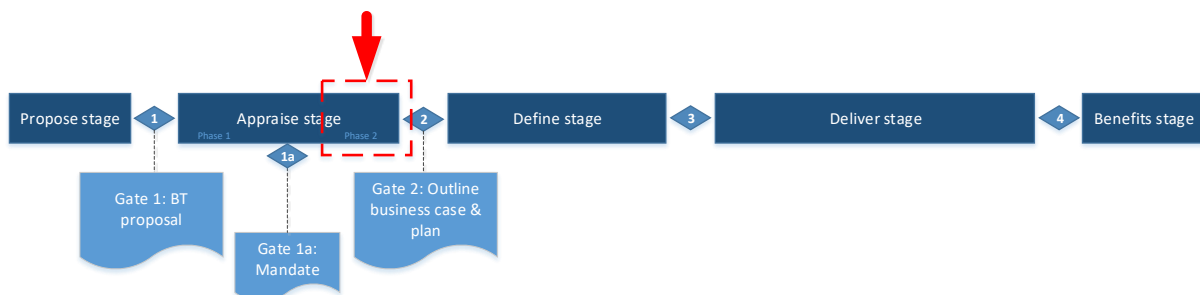 Propose stage
1
Appraise stage
Phase 1
Phase 2
2
Define stage
3
Deliver stage
4
Benefits stage
1a
Gate 1: BT
proposal
Gate 1a:
Mandate
Gate 2: Outline
business case &
plan